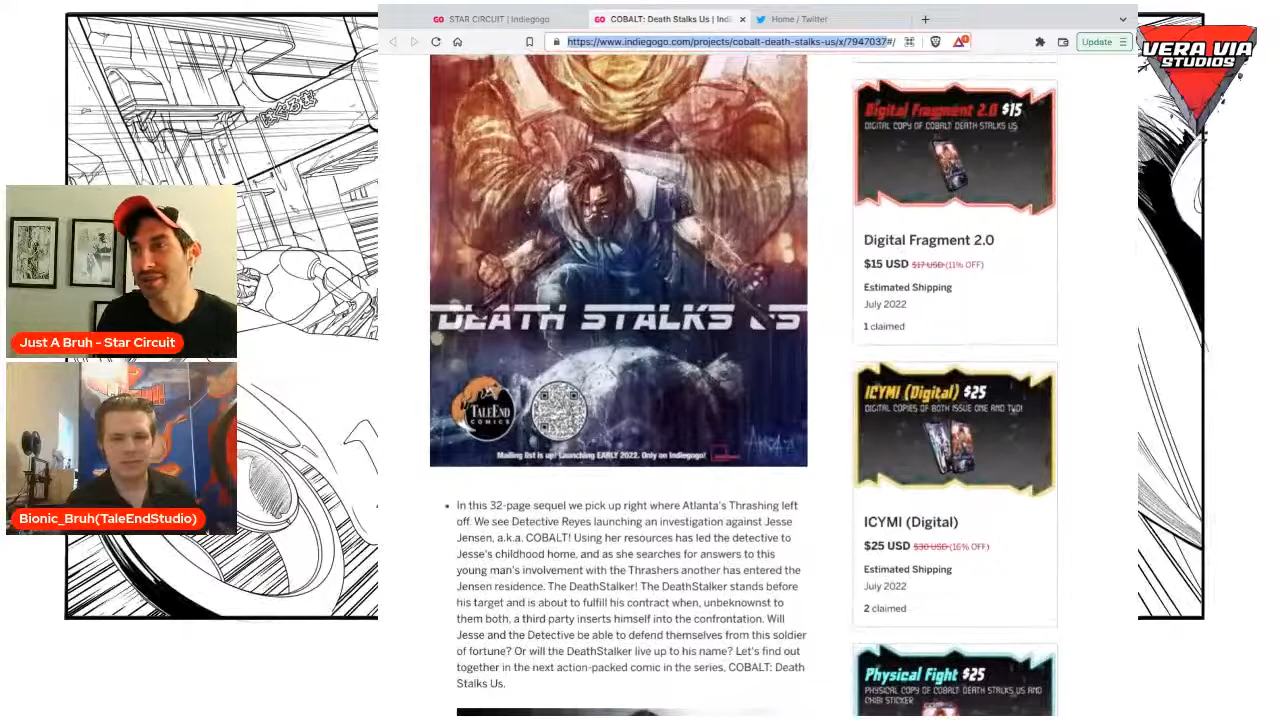 STAR CIRCUIT | Indiegogo
COBALT: Death Stalks Us | Indi
Home / Twitter
https://www.indiegogo.com/projects/cobalt-death-stalks-us/x/7947037#/
Update
VERA VIA
STUDIOS
Just A Bruh - Star Circuit
Bionic_Bruh(TaleEndStudio)
DEATH STALKS US
TALEEND
COMICS
Mailing list is up! Launching EARLY 2022. Only on Indiegogo!
In this 32-page sequel we pick up right where Atlanta's Thrashing left
off. We see Detective Reyes launching an investigation against Jesse
Jensen, a.k.a. COBALT! Using her resources has led the detective to
Jesse's childhood home, and as she searches for answers to this
young man's involvement with the Thrashers another has entered the
Jensen residence. The DeathStalker! The DeathStalker stands before
his target and is about to fulfill his contract when, unbeknownst to
them both, a third party inserts himself into the confrontation. Will
Jesse and the Detective be able to defend themselves from this soldier
of fortune? Or will the DeathStalker live up to his name? Let's find out
together in the next action-packed comic in the series, COBALT: Death
Stalks Us.
Digital Fragment 2.0 $15
DIGITAL COPY OF COBALT DEATH STALKS US
Digital Fragment 2.0
$15 USD $17 USD (11% OFF)
Estimated Shipping
July 2022
1 claimed
ICYMI (Digital) $25
DIGITAL COPIES OF BOTH ISSUE ONE AND TWO!
ICYMI (Digital)
$25 USD $30 USD (16% OFF)
Estimated Shipping
July 2022
2 claimed
Physical Fight $25
PHYSICAL COPY OF COBALT DEATH STALKS US AND
CHIBI STICKER